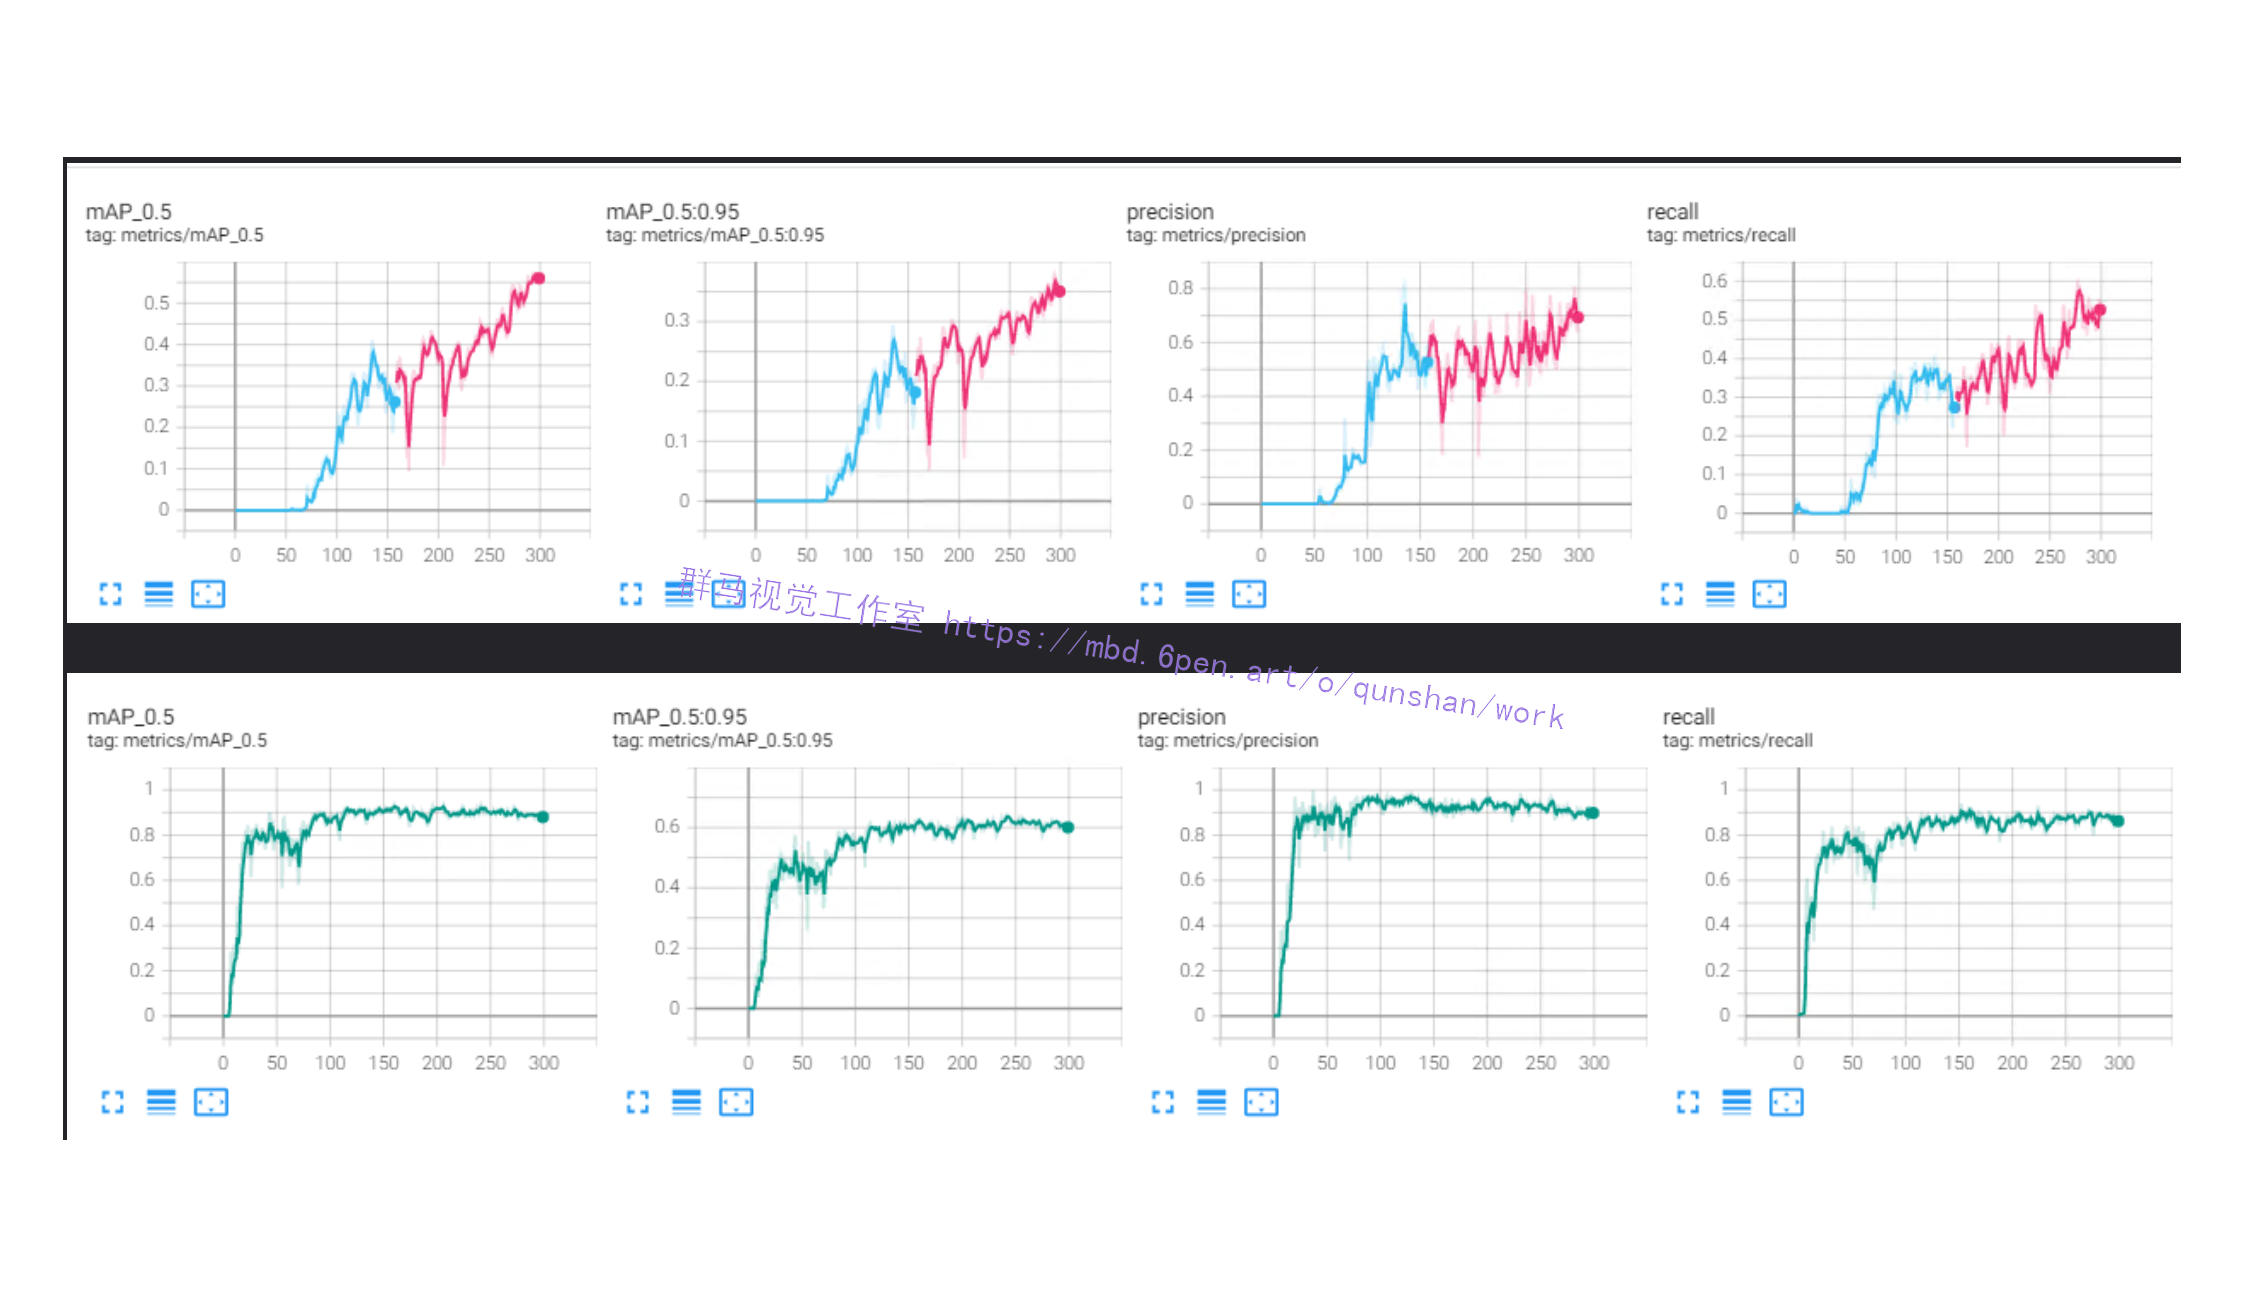 mAP_0.5
tag: metrics/mAP_0.5
0.5
0.4
0.3
0.2
0.1
0
0 50 100 150 200 250 300
mAP_0.5:0.95
tag: metrics/mAP_0.5:0.95
0.3
0.2
0.1
0
0 50 100 150 200 250 300
precision
tag: metrics/precision
0.8
0.6
0.4
0.2
0
0 50 100 150 200 250 300
recall
tag: metrics/recall
0.6
0.5
0.4
0.3
0.2
0.1
0
0 50 100 150 200 250 300
群马视觉工作室 https://mbd.6pen.art/o/qunshan/work
mAP_0.5
tag: metrics/mAP_0.5
1
0.8
0.6
0.4
0.2
0
0 50 100 150 200 250 300
mAP_0.5:0.95
tag: metrics/mAP_0.5:0.95
0.6
0.4
0.2
0
0 50 100 150 200 250 300
precision
tag: metrics/precision
1
0.8
0.6
0.4
0.2
0
0 50 100 150 200 250 300
recall
tag: metrics/recall
1
0.8
0.6
0.4
0.2
0
0 50 100 150 200 250 300